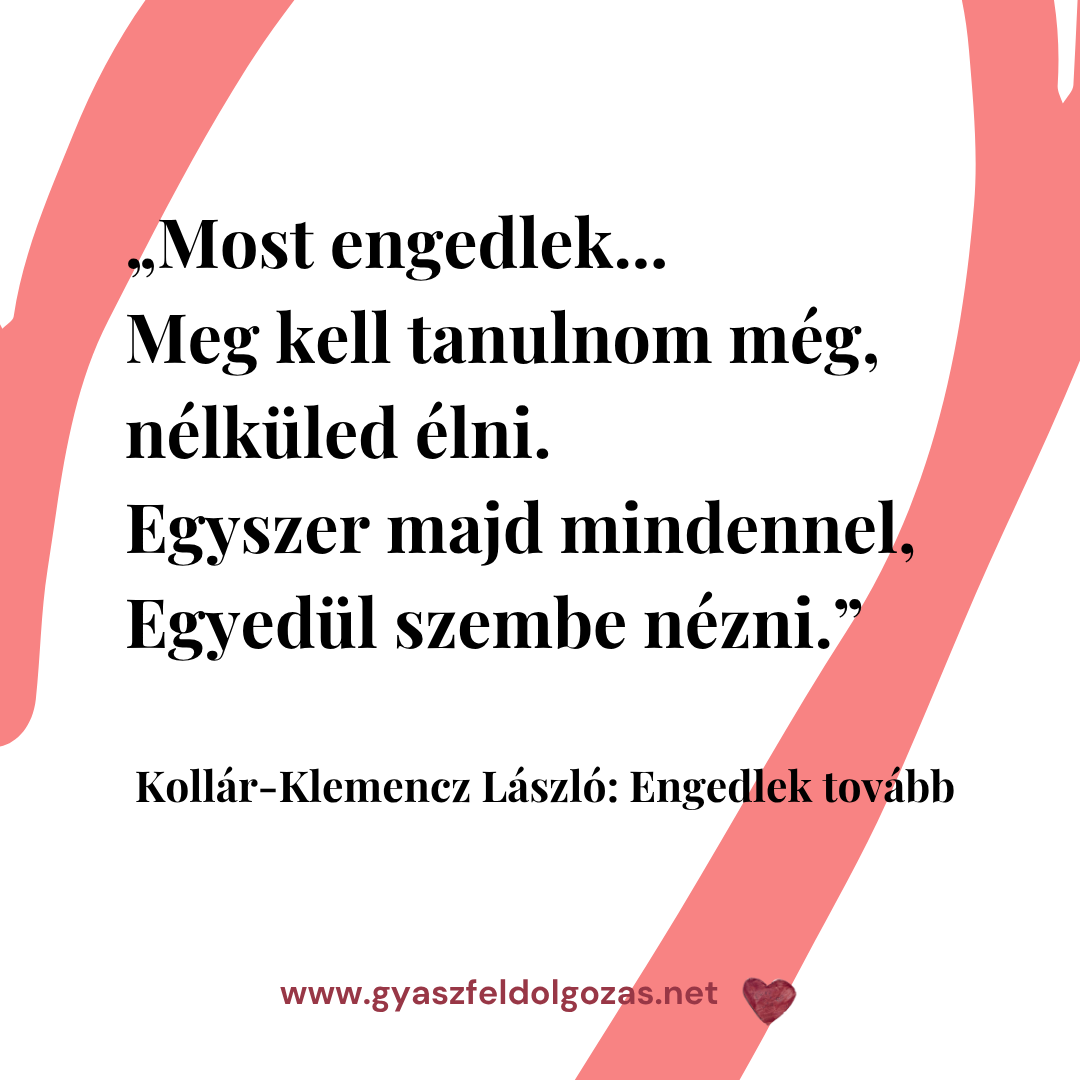 „Most engedlek...
Meg kell tanulnom még,
nélküled élni.
Egyszer majd mindennel,
Egyedül szembe nézni.”
Kollár-Klemencz László: Engedlek tovább
www.gyaszfeldolgozas.net